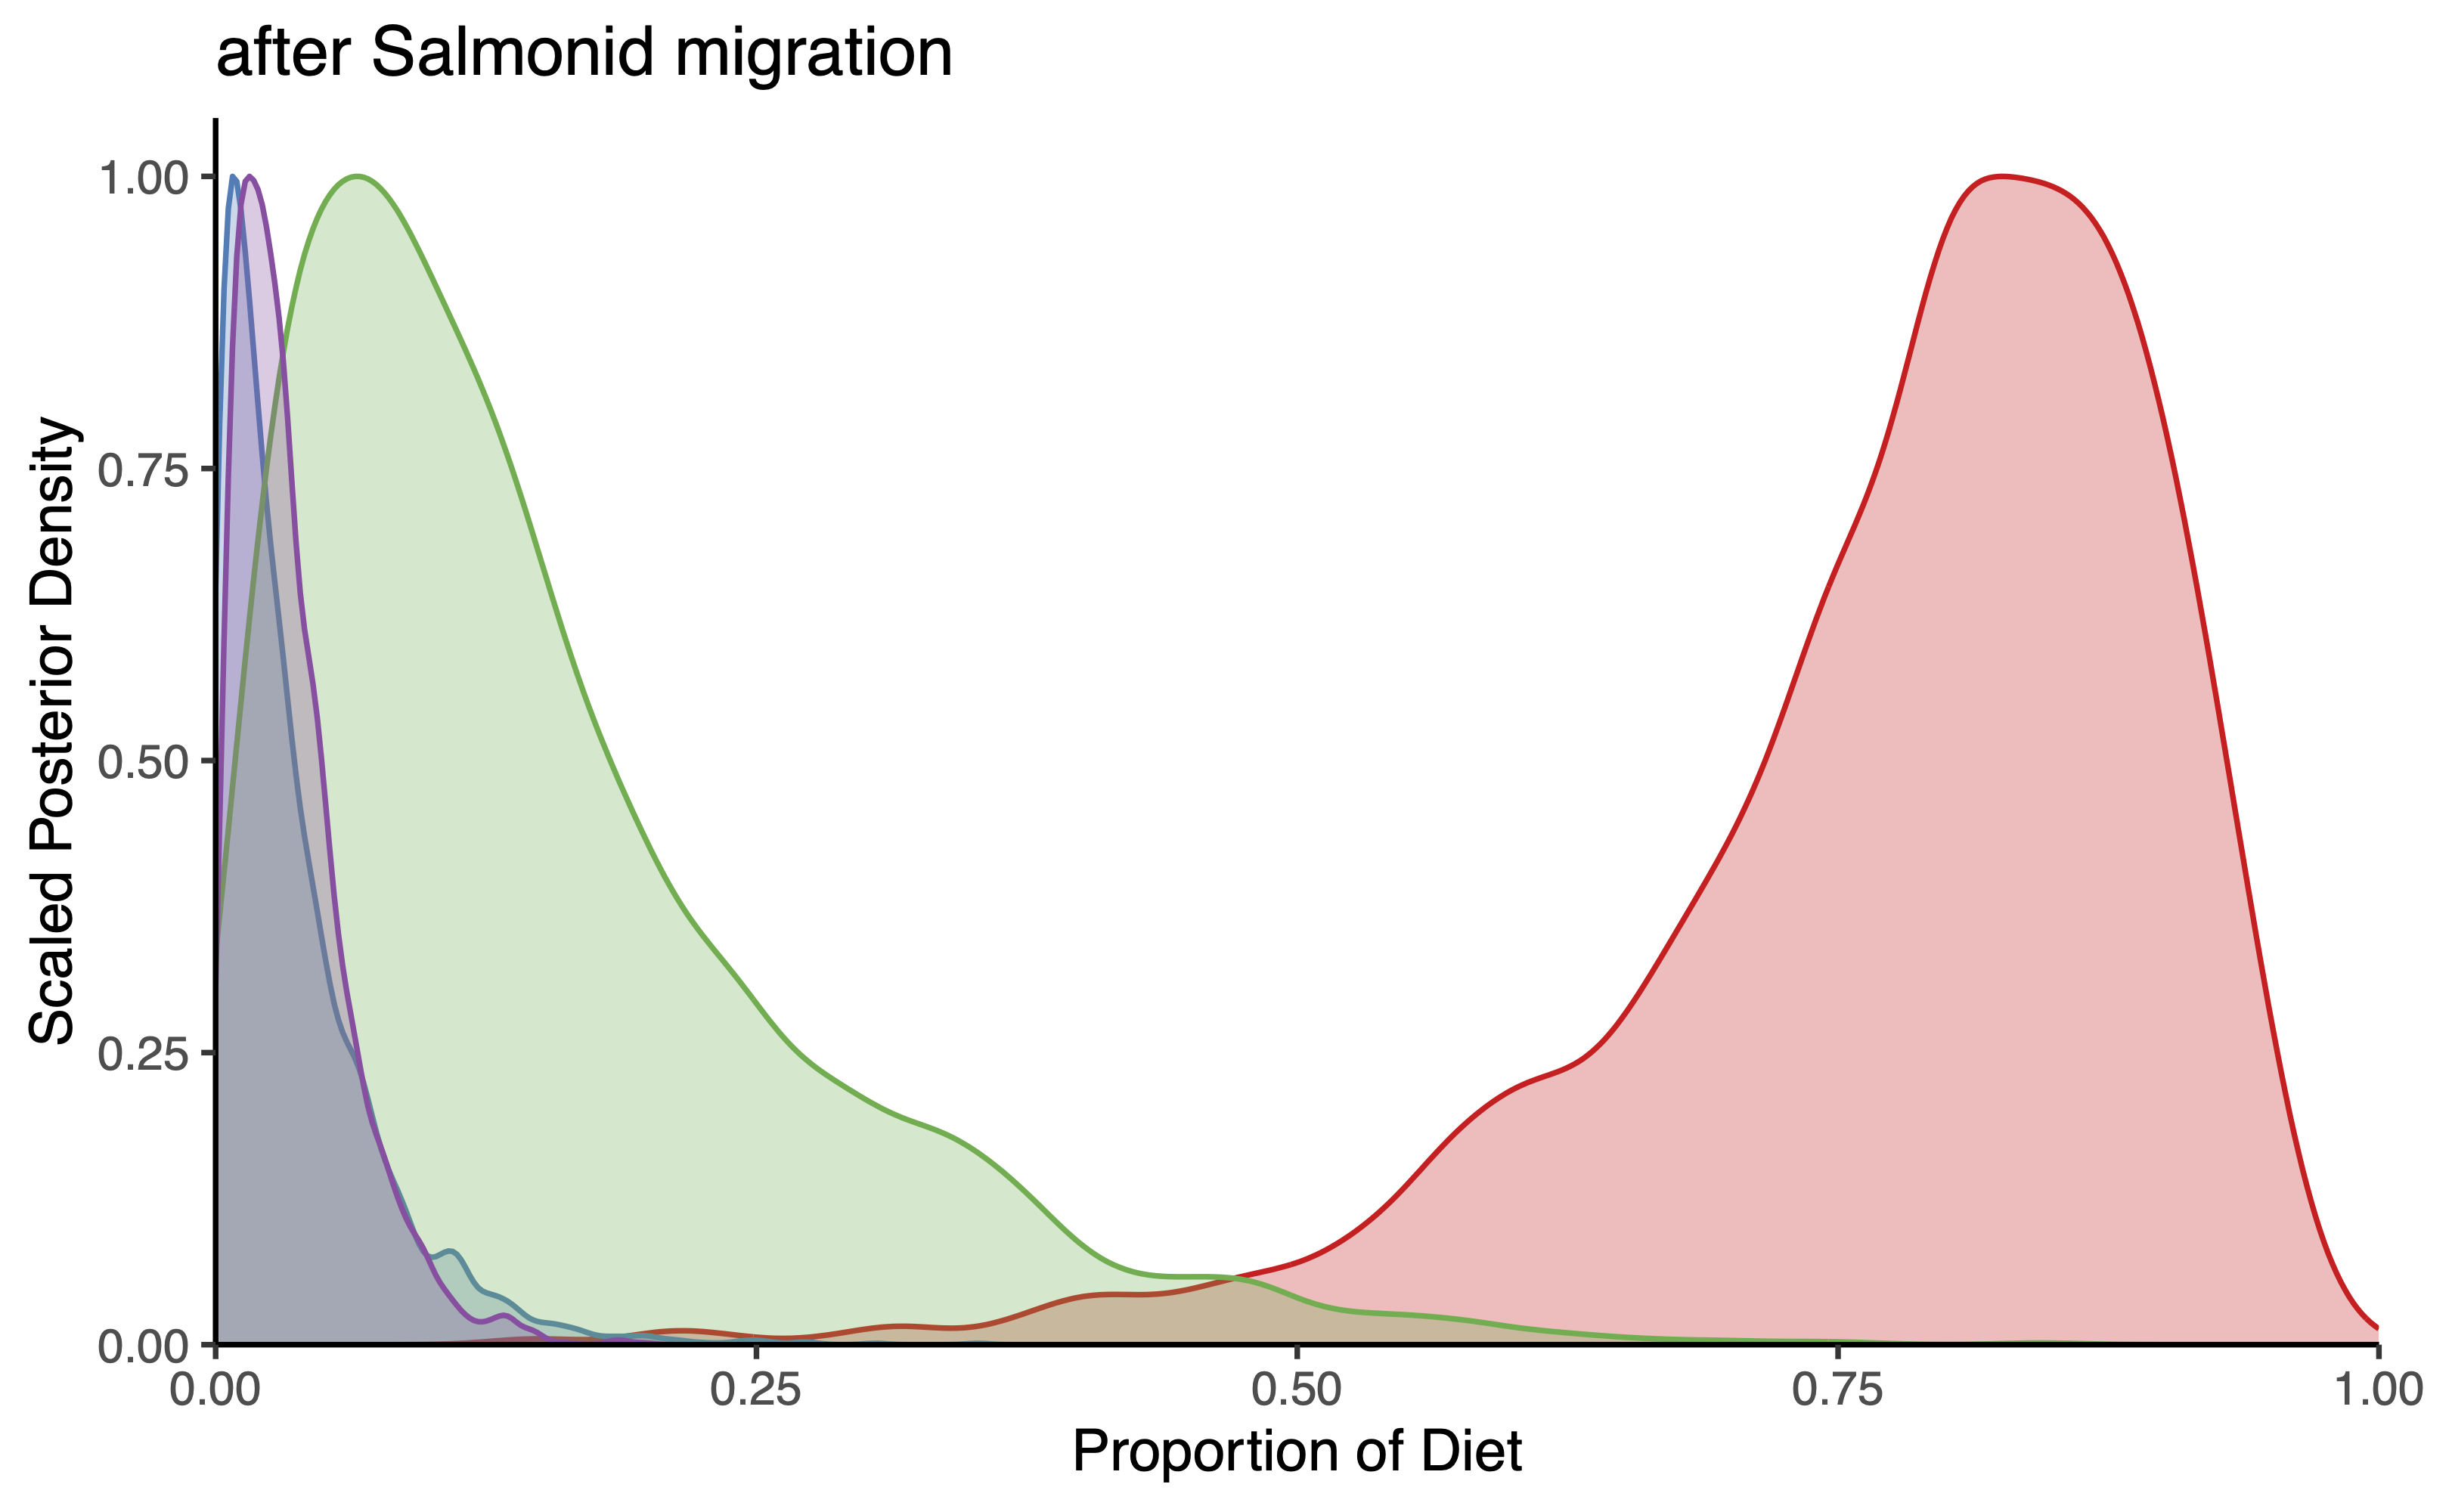 after Salmonid migration
1.00
0.75
0.50
0.25
0.00
Scaled Posterior Density
0.00 0.25 0.50 0.75 1.00
Proportion of Diet